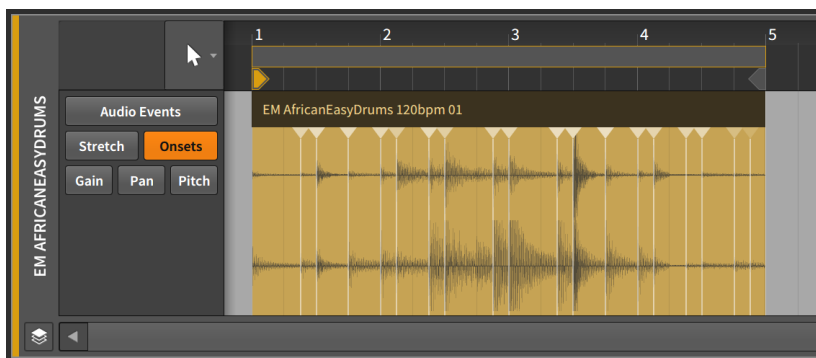 1 2 3 4 5
EM AFRICANEASYDRUMS
Audio Events
EM AfricanEasyDrums 120bpm 01
Stretch Onsets
Gain Pan Pitch